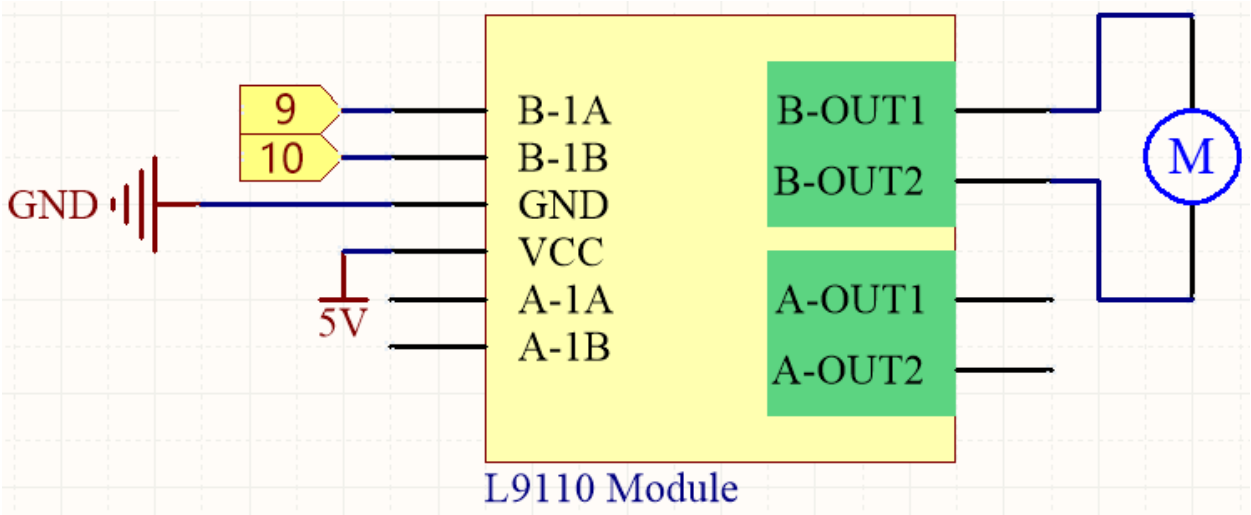 9
B-1A
B-OUT1
10
B-1B
M
B-OUT2
GND
GND
VCC
5V
A-1A
A-OUT1
A-1B
A-OUT2
L9110 Module